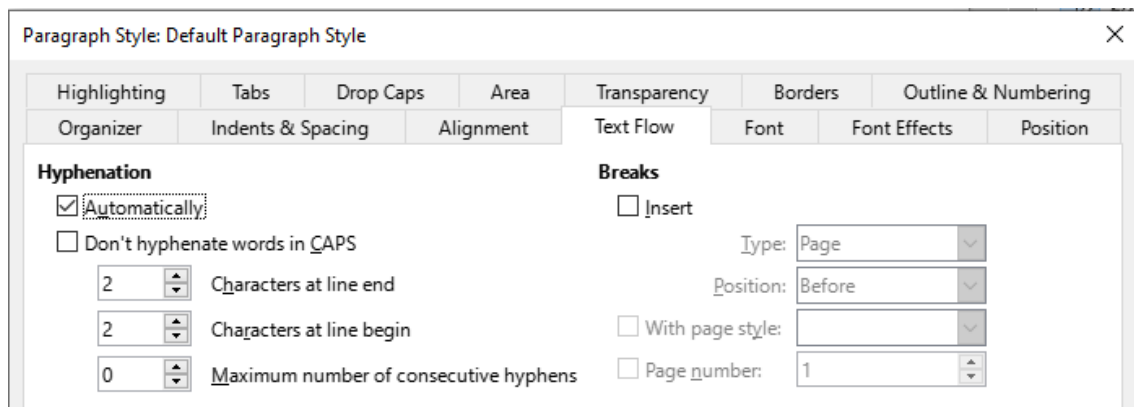 Paragraph Style: Default Paragraph Style
Highlighting Tabs Drop Caps Area Transparency Borders Outline & Numbering
Organizer Indents & Spacing Alignment Text Flow Font Font Effects Position
Hyphenation
Automatically
Don't hyphenate words in CAPS
2 Characters at line end
2 Characters at line begin
0 Maximum number of consecutive hyphens
Breaks
Insert
Type: Page
Position: Before
With page style:
Page number: 1